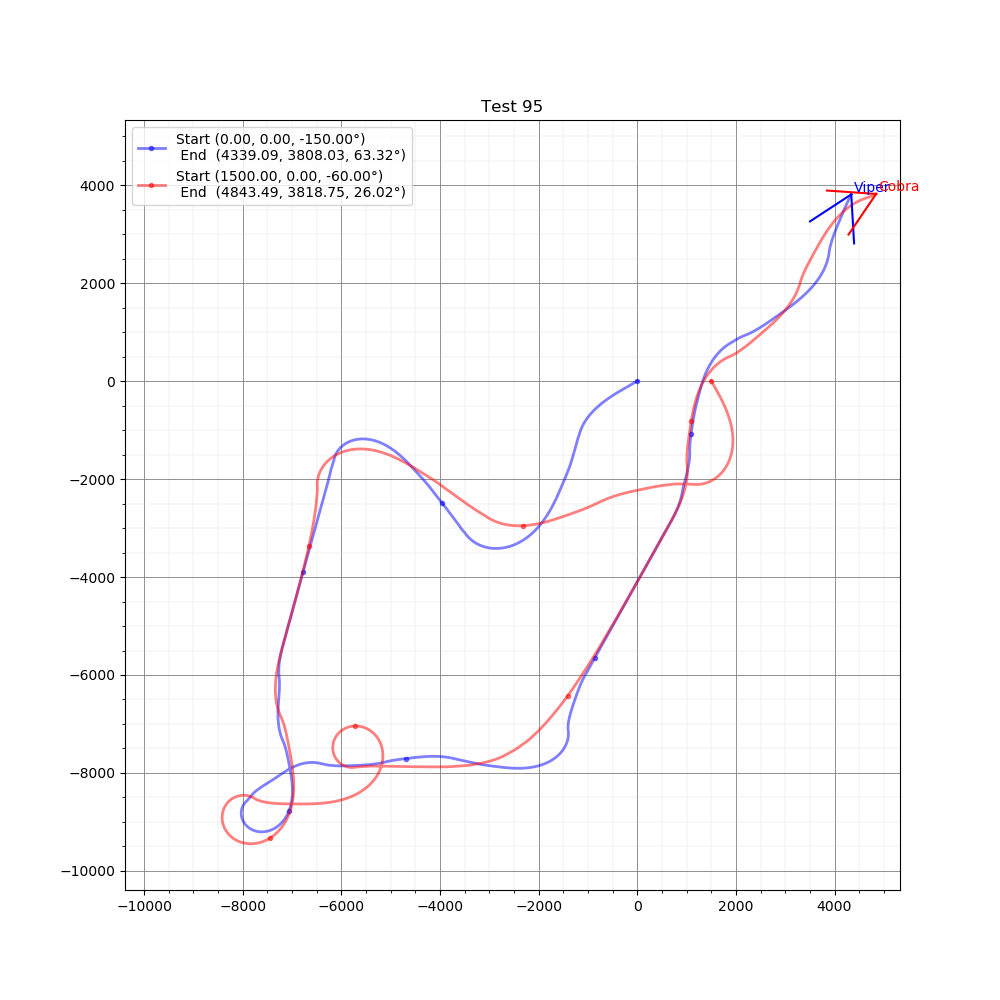 Test 95
Start (0.00, 0.00, -150.00°)
End (4339.09, 3808.03, 63.32°)
Start (1500.00, 0.00, -60.00°)
End (4843.49, 3818.75, 26.02°)
Viper
Cobra
4000
2000
0
−2000
−4000
−6000
−8000
−10000
−10000 −8000 −6000 −4000 −2000 0 2000 4000